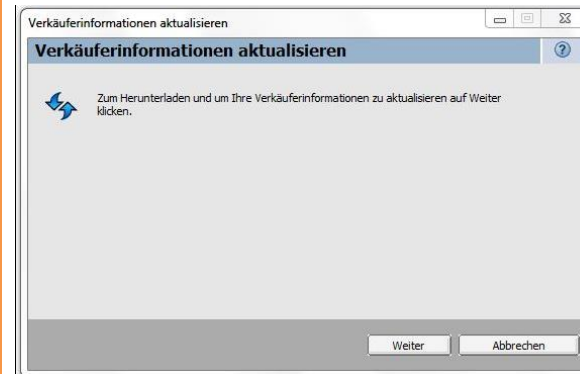 Verkäuferinformationen aktualisieren
Verkäuferinformationen aktualisieren
Zum Herunterladen und um Ihre Verkäuferinformationen zu aktualisieren auf Weiter
klicken.
Weiter
Abbrechen